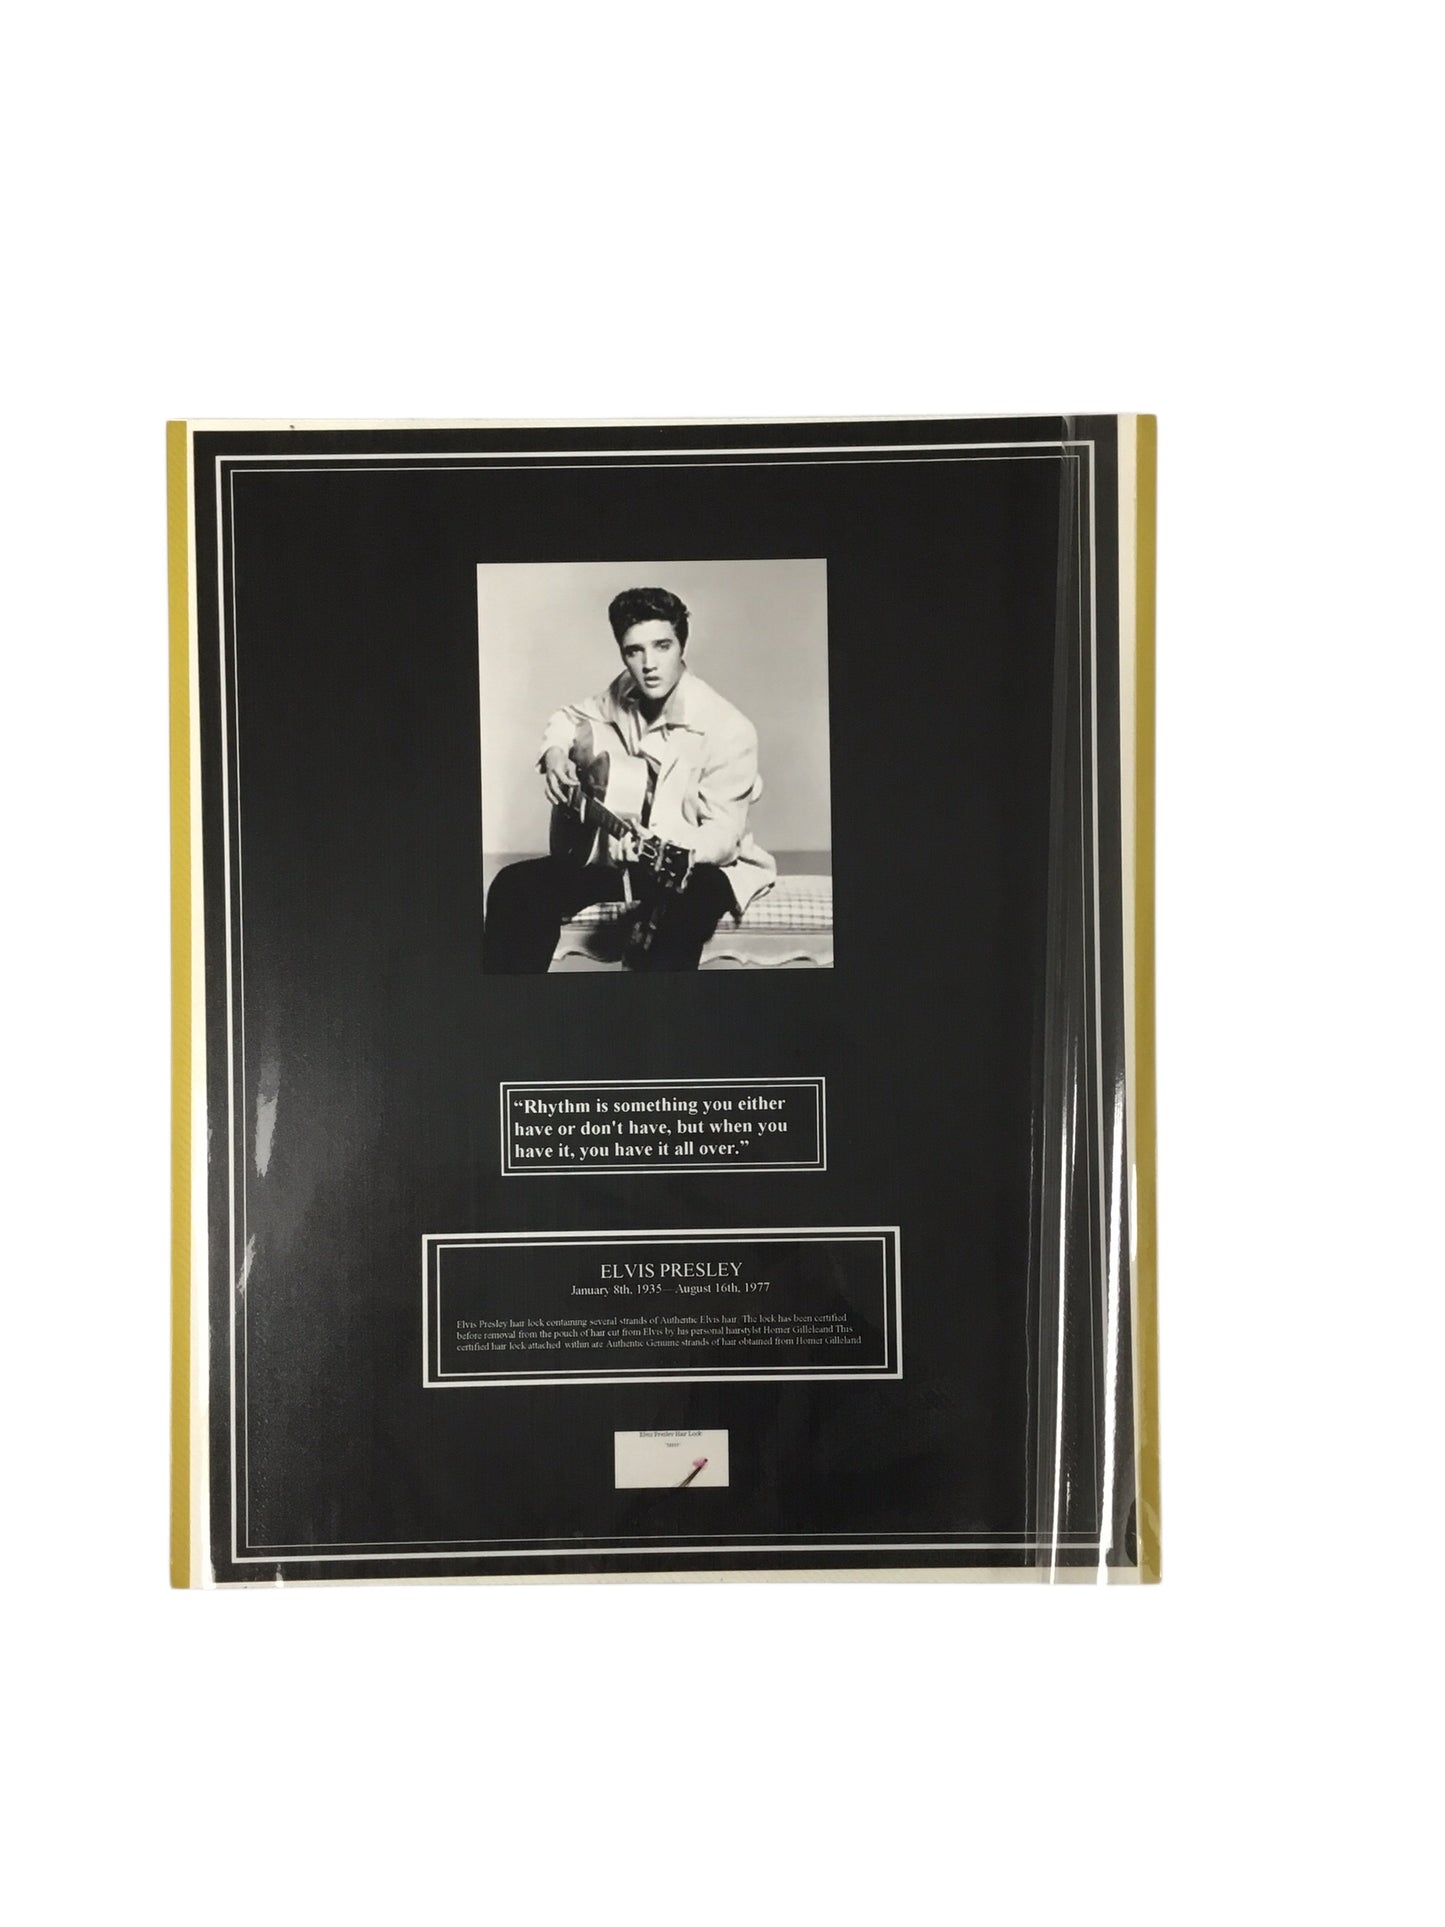 “Rhythm is something you either
have or don't have, but when you
have it, you have it all over.”
ELVIS PRESLEY
January 8th, 1935— August 16th, 1977
Elvis Presley hair lock containing several strands of Authentic Elvis hair. The lock has been certified
before removal from the pouch of hair cut from Elvis by his personal hairstylst Homer Gilleleand This
certified hair lock attached within are Authentic Genuine strands of hair obtained from Homer Gilleland
Elvis Presley Hair Lock